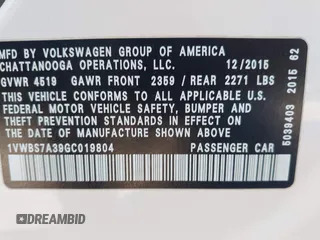 MFD BY VOLKSWAGEN GROUP OF AMERICA
CHATTANOOGA OPERATIONS, LLC. 12/2015
GVWR 4519 GAWR FRONT 2359 / REAR 2271 LBS
THIS VEHICLE CONFORMS TO ALL APPLICABLE U.S.
FEDERAL MOTOR VEHICLE SAFETY, BUMPER AND
THEFT PREVENTION STANDARDS IN EFFECT ON THE
DATE OF MANUFACTURE SHOWN ABOVE.
1VWBS7A39GC019804 PASSENGER CAR
5039403 2015 62
OKAUTOBIDS.COM